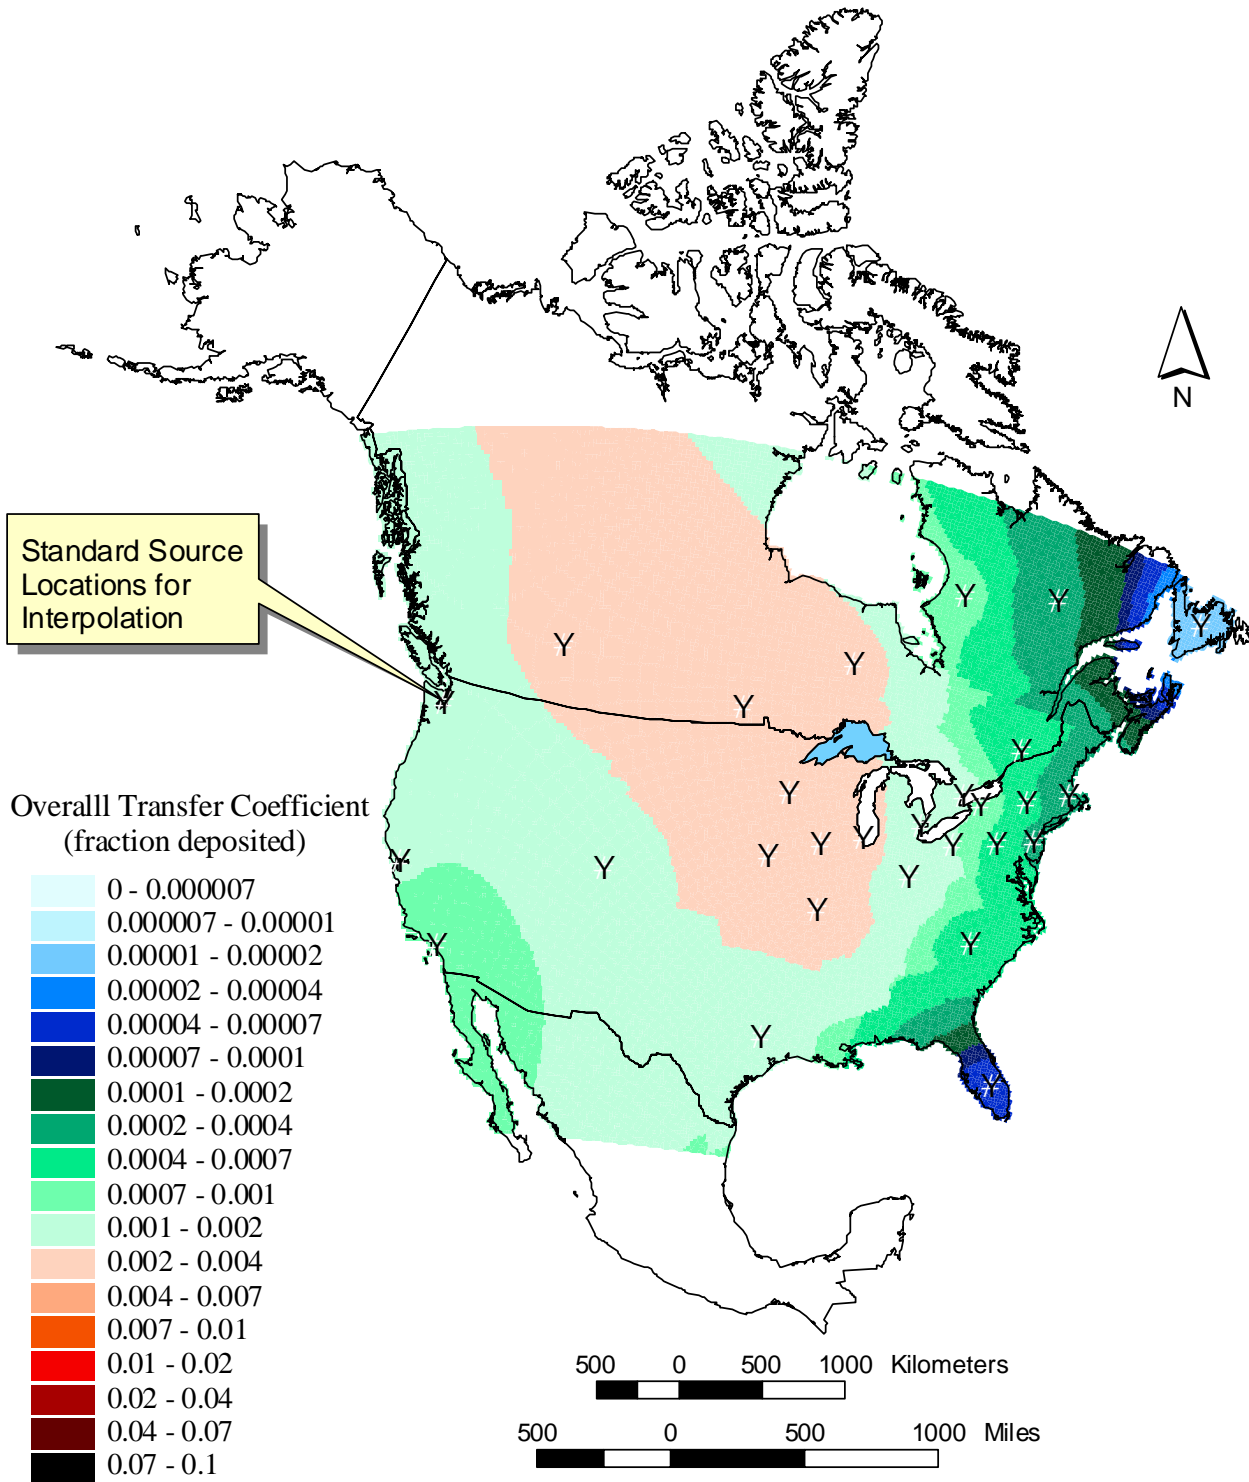 N
Standard Source
Locations for
Interpolation
Overalll Transfer Coefficient
(fraction deposited)
0 - 0.000007
0.000007 - 0.00001
0.00001 - 0.00002
0.00002 - 0.00004
0.00004 - 0.00007
0.00007 - 0.0001
0.0001 - 0.0002
0.0002 - 0.0004
0.0004 - 0.0007
0.0007 - 0.001
0.001 - 0.002
0.002 - 0.004
0.004 - 0.007
0.007 - 0.01
0.01 - 0.02
0.02 - 0.04
0.04 - 0.07
0.07 - 0.1
500 0 500 1000 Kilometers
500 0 500 1000 Miles